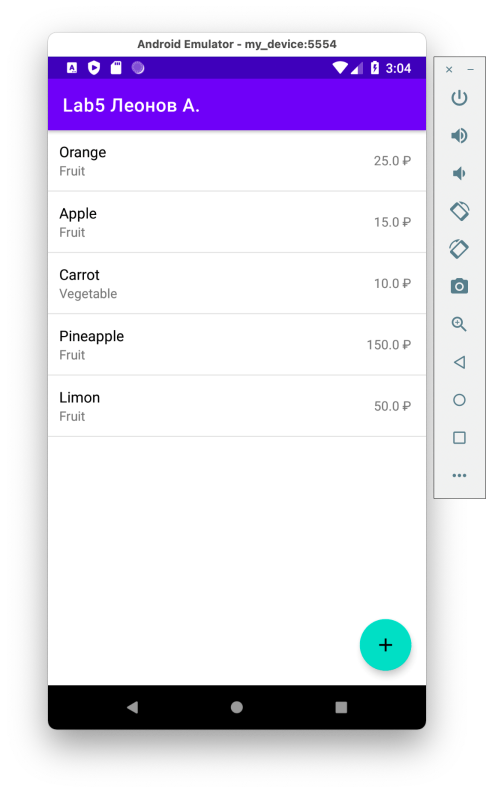 Android Emulator - my_device:5554
3:04
Lab5 Леонов А.
Orange
Fruit
25.0 ₽
Apple
Fruit
15.0 ₽
Carrot
Vegetable
10.0 ₽
Pineapple
Fruit
150.0 ₽
Limon
Fruit
50.0 ₽